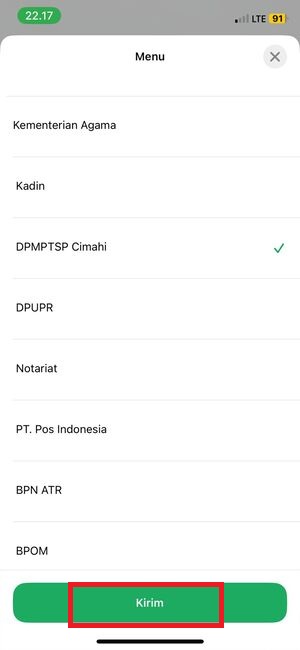 22.17
LTE 91
Menu
Kementerian Agama
Kadin
DPMPTSP Cimahi
DPUPR
Notariat
PT. Pos Indonesia
BPN ATR
BPOM
Kirim